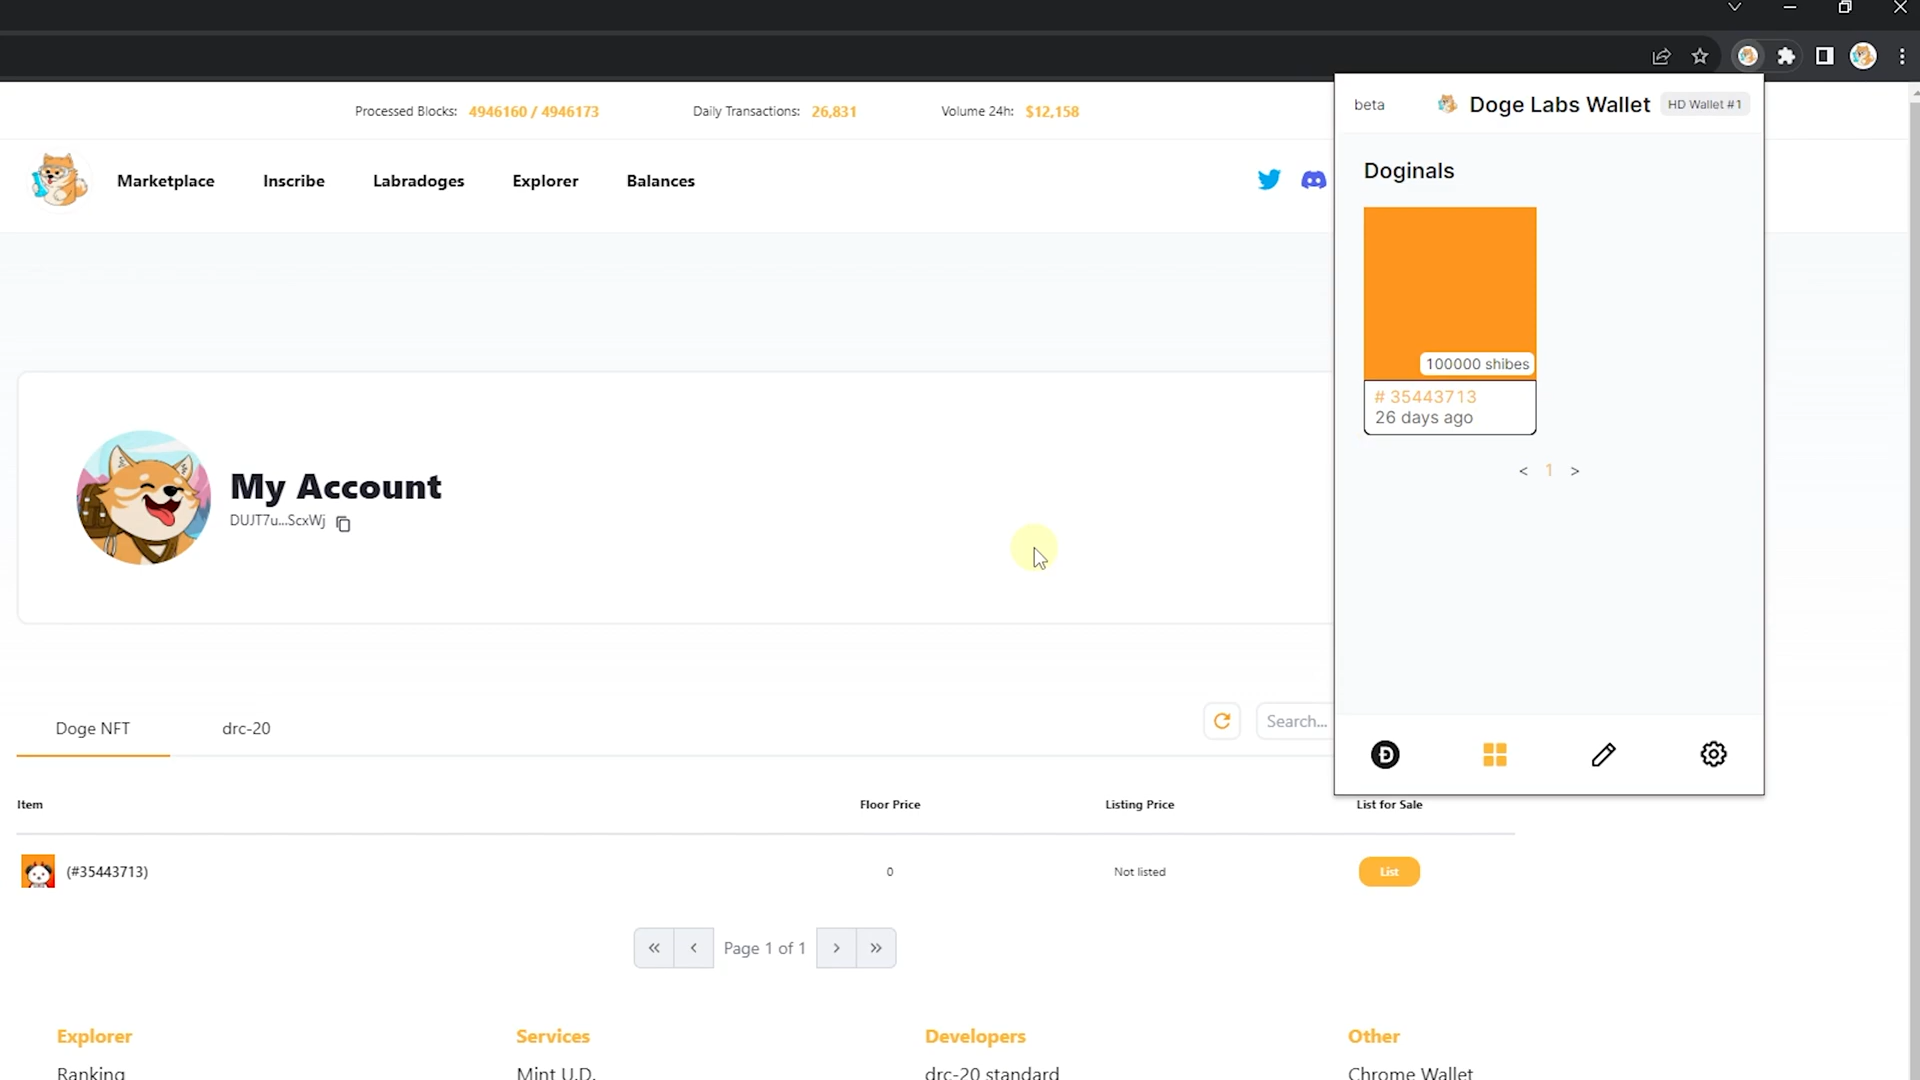 Processed Blocks: 4946160 / 4946173 Daily Transactions: 26,831 Volume 24h: $12,158
Marketplace Inscribe Labradoges Explorer Balances
beta Doge Labs Wallet HD Wallet #1
Doginals
100000 shibes
# 35443713
26 days ago
< 1 >
My Account
DUJT7u...ScxWj
Doge NFT drc-20 Search...
Item Floor Price Listing Price List for Sale
(#35443713) 0 Not listed List
« ‹ Page 1 of 1 › »
Explorer Services Developers Other
Ranking Mint U.D. drc-20 standard Chrome Wallet